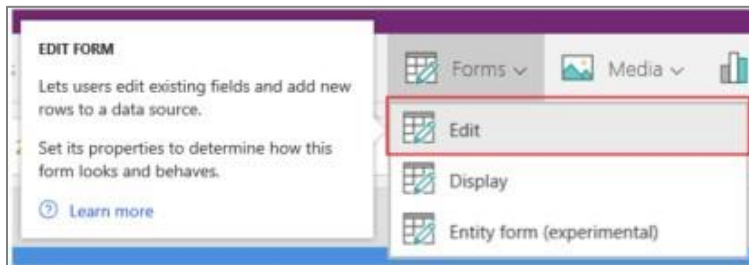 EDIT FORM
Lets users edit existing fields and add new
rows to a data source.
Set its properties to determine how this
form looks and behaves.
Learn more
Forms
Media
Edit
Display
Entity form (experimental)